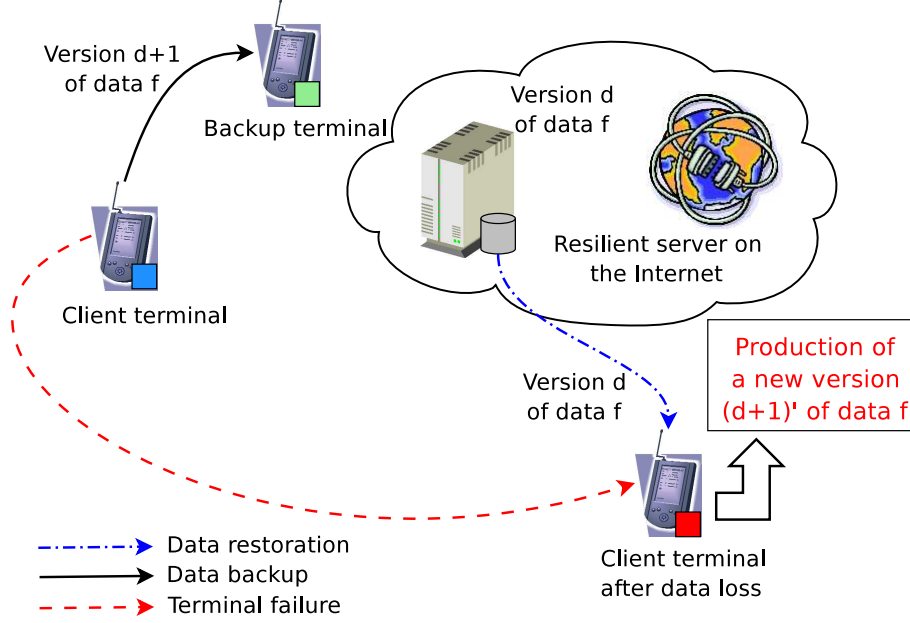 Version d+1
of data f
Backup terminal
Client terminal
Version d
of data f
Resilient server on
the Internet
Version d
of data f
Production of
a new version
(d+1)' of data f
Client terminal
after data loss
Data restoration
Data backup
Terminal failure